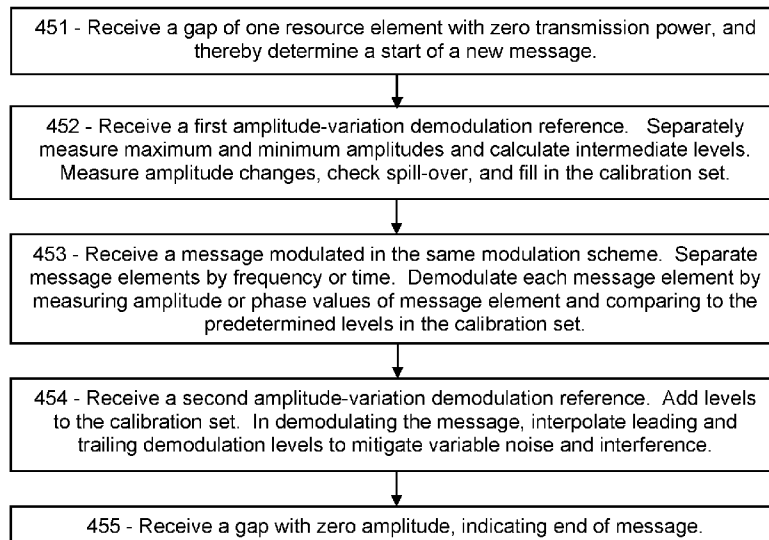 451 - Receive a gap of one resource element with zero transmission power, and
thereby determine a start of a new message.
452 - Receive a first amplitude-variation demodulation reference. Separately
measure maximum and minimum amplitudes and calculate intermediate levels.
Measure amplitude changes, check spill-over, and fill in the calibration set.
453 - Receive a message modulated in the same modulation scheme. Separate
message elements by frequency or time. Demodulate each message element by
measuring amplitude or phase values of message element and comparing to the
predetermined levels in the calibration set.
454 - Receive a second amplitude-variation demodulation reference. Add levels
to the calibration set. In demodulating the message, interpolate leading and
trailing demodulation levels to mitigate variable noise and interference.
455 - Receive a gap with zero amplitude, indicating end of message.